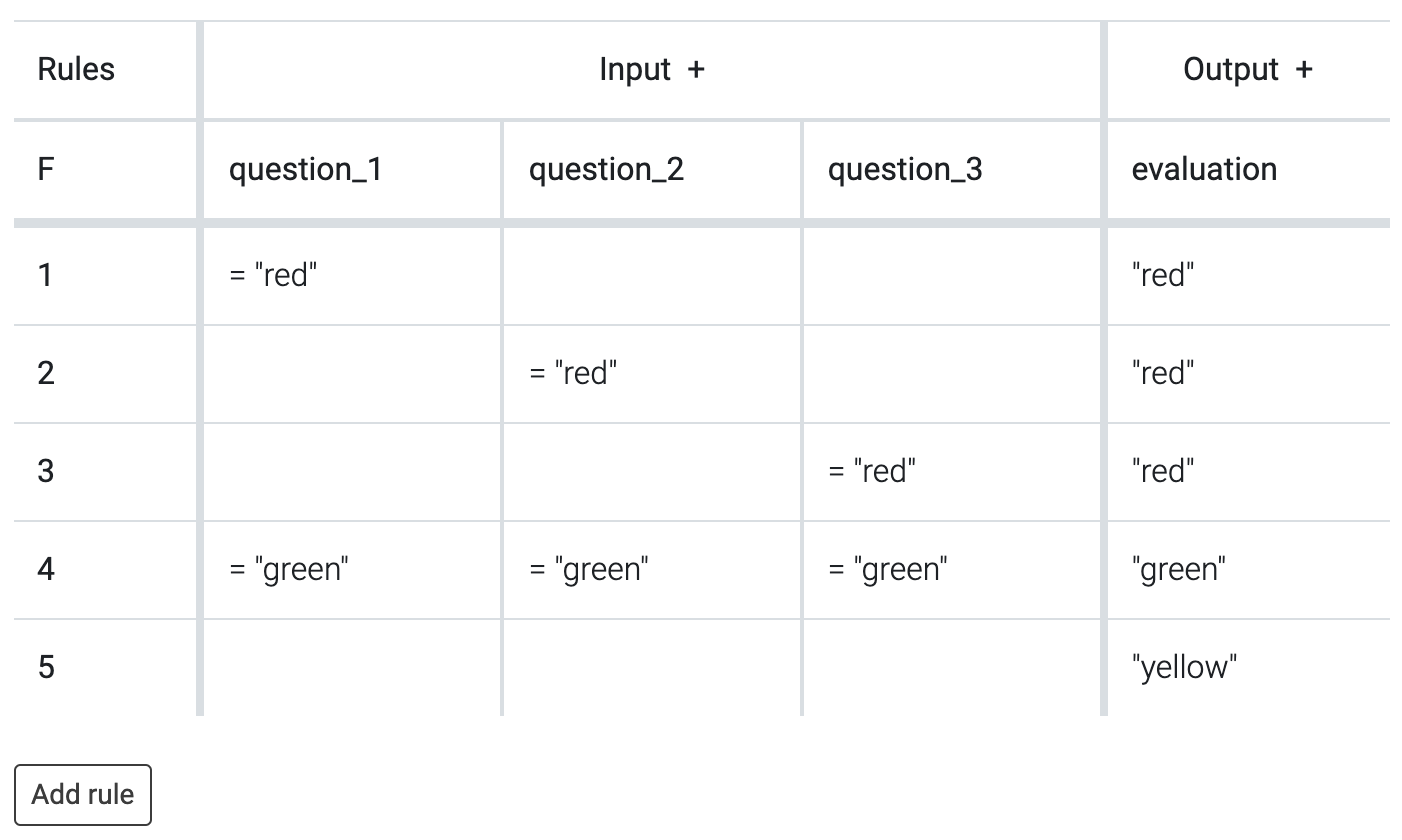 Rules Input + Output +
F question_1 question_2 question_3 evaluation
1 = "red" "red"
2 = "red" "red"
3 = "red" "red"
4 = "green" = "green" = "green" "green"
5 "yellow"
Add rule